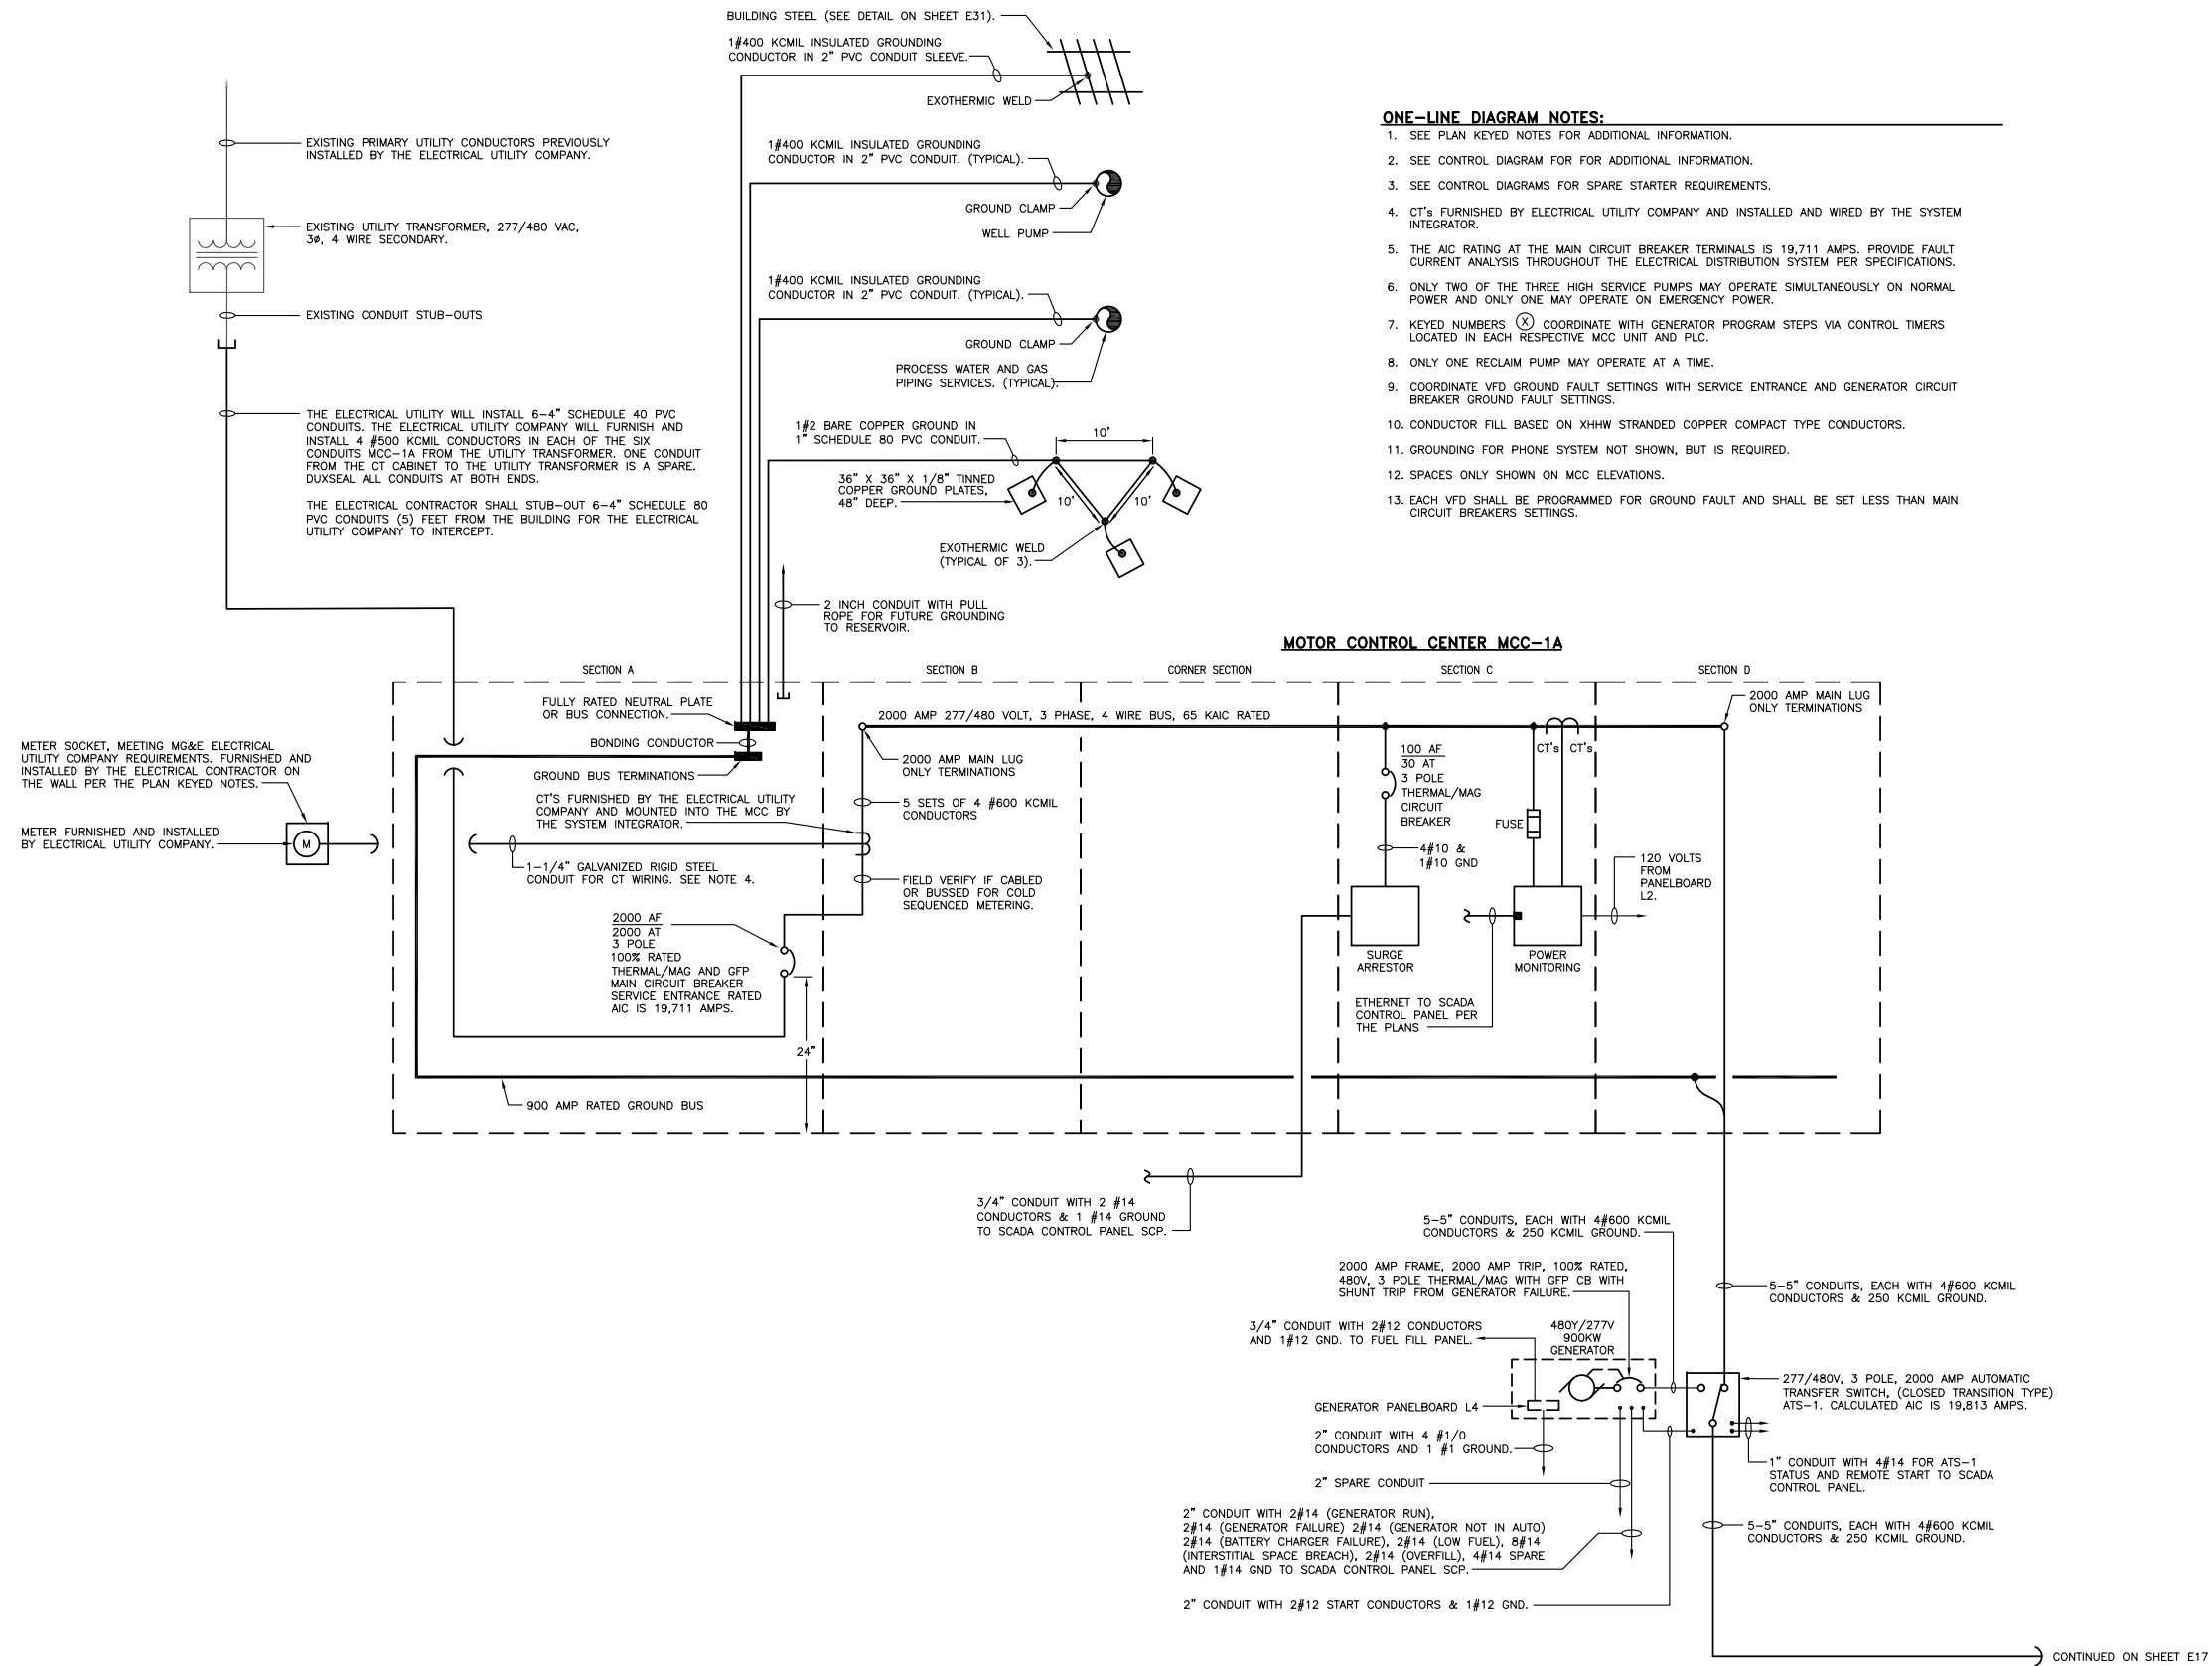 BUILDING STEEL (SEE DETAIL ON SHEET E31).
1#400 KCMIL INSULATED GROUNDING
CONDUCTOR IN 2" PVC CONDUIT SLEEVE.
EXOTHERMIC WELD
EXISTING PRIMARY UTILITY CONDUCTORS PREVIOUSLY
INSTALLED BY THE ELECTRICAL UTILITY COMPANY.
1#400 KCMIL INSULATED GROUNDING
CONDUCTOR IN 2" PVC CONDUIT. (TYPICAL).
GROUND CLAMP
WELL PUMP
EXISTING UTILITY TRANSFORMER, 277/480 VAC,
3ø, 4 WIRE SECONDARY.
EXISTING CONDUIT STUB-OUTS
1#400 KCMIL INSULATED GROUNDING
CONDUCTOR IN 2" PVC CONDUIT. (TYPICAL).
GROUND CLAMP
PROCESS WATER AND GAS
PIPING SERVICES. (TYPICAL).
THE ELECTRICAL UTILITY WILL INSTALL 6-4" SCHEDULE 40 PVC
CONDUITS. THE ELECTRICAL UTILITY COMPANY WILL FURNISH AND
INSTALL 4 #500 KCMIL CONDUCTORS IN EACH OF THE SIX
CONDUITS MCC-1A FROM THE UTILITY TRANSFORMER. ONE CONDUIT
FROM THE CT CABINET TO THE UTILITY TRANSFORMER IS A SPARE.
DUXSEAL ALL CONDUITS AT BOTH ENDS.
THE ELECTRICAL CONTRACTOR SHALL STUB-OUT 6-4" SCHEDULE 80
PVC CONDUITS (5) FEET FROM THE BUILDING FOR THE ELECTRICAL
UTILITY COMPANY TO INTERCEPT.
1#2 BARE COPPER GROUND IN
1" SCHEDULE 80 PVC CONDUIT.
10'
36" X 36" X 1/8" TINNED
COPPER GROUND PLATES,
48" DEEP.
10'
10'
EXOTHERMIC WELD
(TYPICAL OF 3).
2 INCH CONDUIT WITH PULL
ROPE FOR FUTURE GROUNDING
TO RESERVOIR.
ONE-LINE DIAGRAM NOTES:
1. SEE PLAN KEYED NOTES FOR ADDITIONAL INFORMATION.
2. SEE CONTROL DIAGRAM FOR FOR ADDITIONAL INFORMATION.
3. SEE CONTROL DIAGRAMS FOR SPARE STARTER REQUIREMENTS.
4. CT's FURNISHED BY ELECTRICAL UTILITY COMPANY AND INSTALLED AND WIRED BY THE SYSTEM
INTEGRATOR.
5. THE AIC RATING AT THE MAIN CIRCUIT BREAKER TERMINALS IS 19,711 AMPS. PROVIDE FAULT
CURRENT ANALYSIS THROUGHOUT THE ELECTRICAL DISTRIBUTION SYSTEM PER SPECIFICATIONS.
6. ONLY TWO OF THE THREE HIGH SERVICE PUMPS MAY OPERATE SIMULTANEOUSLY ON NORMAL
POWER AND ONLY ONE MAY OPERATE ON EMERGENCY POWER.
7. KEYED NUMBERS X COORDINATE WITH GENERATOR PROGRAM STEPS VIA CONTROL TIMERS
LOCATED IN EACH RESPECTIVE MCC UNIT AND PLC.
8. ONLY ONE RECLAIM PUMP MAY OPERATE AT A TIME.
9. COORDINATE VFD GROUND FAULT SETTINGS WITH SERVICE ENTRANCE AND GENERATOR CIRCUIT
BREAKER GROUND FAULT SETTINGS.
10. CONDUCTOR FILL BASED ON XHHW STRANDED COPPER COMPACT TYPE CONDUCTORS.
11. GROUNDING FOR PHONE SYSTEM NOT SHOWN, BUT IS REQUIRED.
12. SPACES ONLY SHOWN ON MCC ELEVATIONS.
13. EACH VFD SHALL BE PROGRAMMED FOR GROUND FAULT AND SHALL BE SET LESS THAN MAIN
CIRCUIT BREAKERS SETTINGS.
MOTOR CONTROL CENTER MCC-1A
SECTION A
SECTION B
CORNER SECTION
SECTION C
SECTION D
FULLY RATED NEUTRAL PLATE
OR BUS CONNECTION.
BONDING CONDUCTOR
GROUND BUS TERMINATIONS
2000 AMP 277/480 VOLT, 3 PHASE, 4 WIRE BUS, 65 KAIC RATED
2000 AMP MAIN LUG
ONLY TERMINATIONS
2000 AMP MAIN LUG
ONLY TERMINATIONS
METER SOCKET, MEETING MG&E ELECTRICAL
UTILITY COMPANY REQUIREMENTS. FURNISHED AND
INSTALLED BY THE ELECTRICAL CONTRACTOR ON
THE WALL PER THE PLAN KEYED NOTES.
METER FURNISHED AND INSTALLED
BY ELECTRICAL UTILITY COMPANY.
M
CT'S FURNISHED BY THE ELECTRICAL UTILITY
COMPANY AND MOUNTED INTO THE MCC BY
THE SYSTEM INTEGRATOR.
5 SETS OF 4 #600 KCMIL
CONDUCTORS
1-1/4" GALVANIZED RIGID STEEL
CONDUIT FOR CT WIRING. SEE NOTE 4.
FIELD VERIFY IF CABLED
OR BUSSED FOR COLD
SEQUENCED METERING.
2000 AF
2000 AT
3 POLE
100% RATED
THERMAL/MAG AND GFP
MAIN CIRCUIT BREAKER
SERVICE ENTRANCE RATED
AIC IS 19,711 AMPS.
24"
900 AMP RATED GROUND BUS
100 AF
30 AT
3 POLE
THERMAL/MAG
CIRCUIT
BREAKER
CT's CT's
FUSE
4#10 &
1#10 GND
120 VOLTS
FROM
PANELBOARD
L2.
SURGE
ARRESTOR
POWER
MONITORING
ETHERNET TO SCADA
CONTROL PANEL PER
THE PLANS
3/4" CONDUIT WITH 2 #14
CONDUCTORS & 1 #14 GROUND
TO SCADA CONTROL PANEL SCP.
5-5" CONDUITS, EACH WITH 4#600 KCMIL
CONDUCTORS & 250 KCMIL GROUND.
2000 AMP FRAME, 2000 AMP TRIP, 100% RATED,
480V, 3 POLE THERMAL/MAG WITH GFP CB WITH
SHUNT TRIP FROM GENERATOR FAILURE.
5-5" CONDUITS, EACH WITH 4#600 KCMIL
CONDUCTORS & 250 KCMIL GROUND.
3/4" CONDUIT WITH 2#12 CONDUCTORS
AND 1#12 GND. TO FUEL FILL PANEL.
480Y/277V
900KW
GENERATOR
GENERATOR PANELBOARD L4
277/480V, 3 POLE, 2000 AMP AUTOMATIC
TRANSFER SWITCH, (CLOSED TRANSITION TYPE)
ATS-1. CALCULATED AIC IS 19,813 AMPS.
2" CONDUIT WITH 4 #1/0
CONDUCTORS AND 1 #1 GROUND.
2" SPARE CONDUIT
1" CONDUIT WITH 4#14 FOR ATS-1
STATUS AND REMOTE START TO SCADA
CONTROL PANEL.
2" CONDUIT WITH 2#14 (GENERATOR RUN),
2#14 (GENERATOR FAILURE) 2#14 (GENERATOR NOT IN AUTO)
2#14 (BATTERY CHARGER FAILURE), 2#14 (LOW FUEL), 8#14
(INTERSTITIAL SPACE BREACH), 2#14 (OVERFILL), 4#14 SPARE
AND 1#14 GND TO SCADA CONTROL PANEL SCP.
5-5" CONDUITS, EACH WITH 4#600 KCMIL
CONDUCTORS & 250 KCMIL GROUND.
2" CONDUIT WITH 2#12 START CONDUCTORS & 1#12 GND.
CONTINUED ON SHEET E17